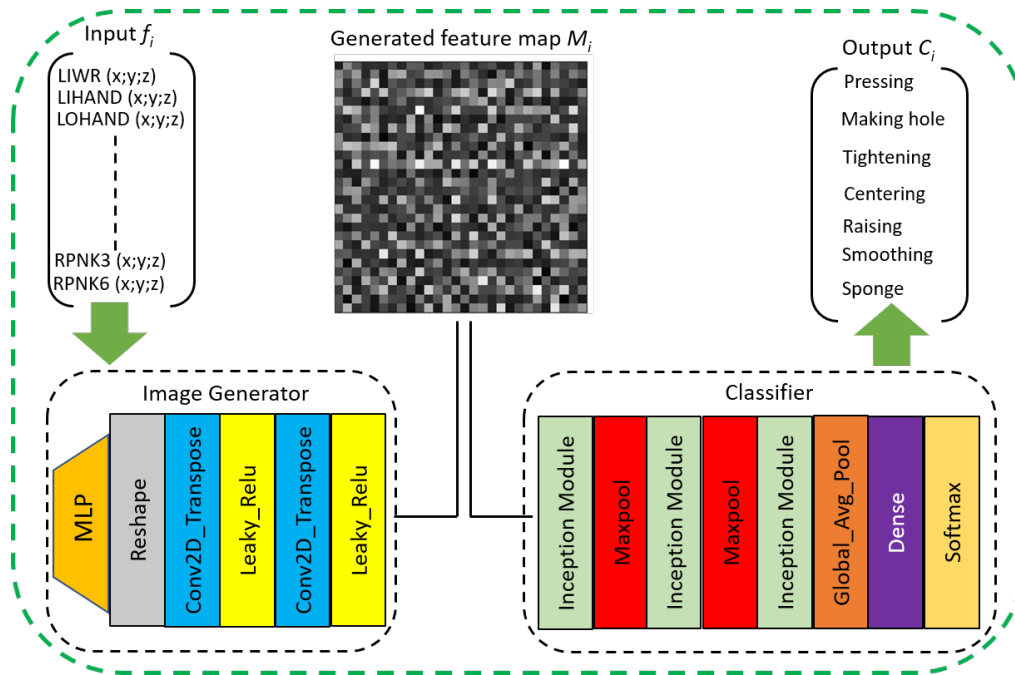 Input fi
LIWR (x;y;z)
LIHAND (x;y;z)
LOHAND (x;y;z)
RPNK3 (x;y;z)
RPNK6 (x;y;z)
Generated feature map Mi
Output Ci
Pressing
Making hole
Tightening
Centering
Raising
Smoothing
Sponge
Image Generator
MLP
Reshape
Conv2D_Transpose
Leaky_Relu
Conv2D_Transpose
Leaky_Relu
Classifier
Inception Module
Maxpool
Inception Module
Maxpool
Inception Module
Global_Avg_Pool
Dense
Softmax